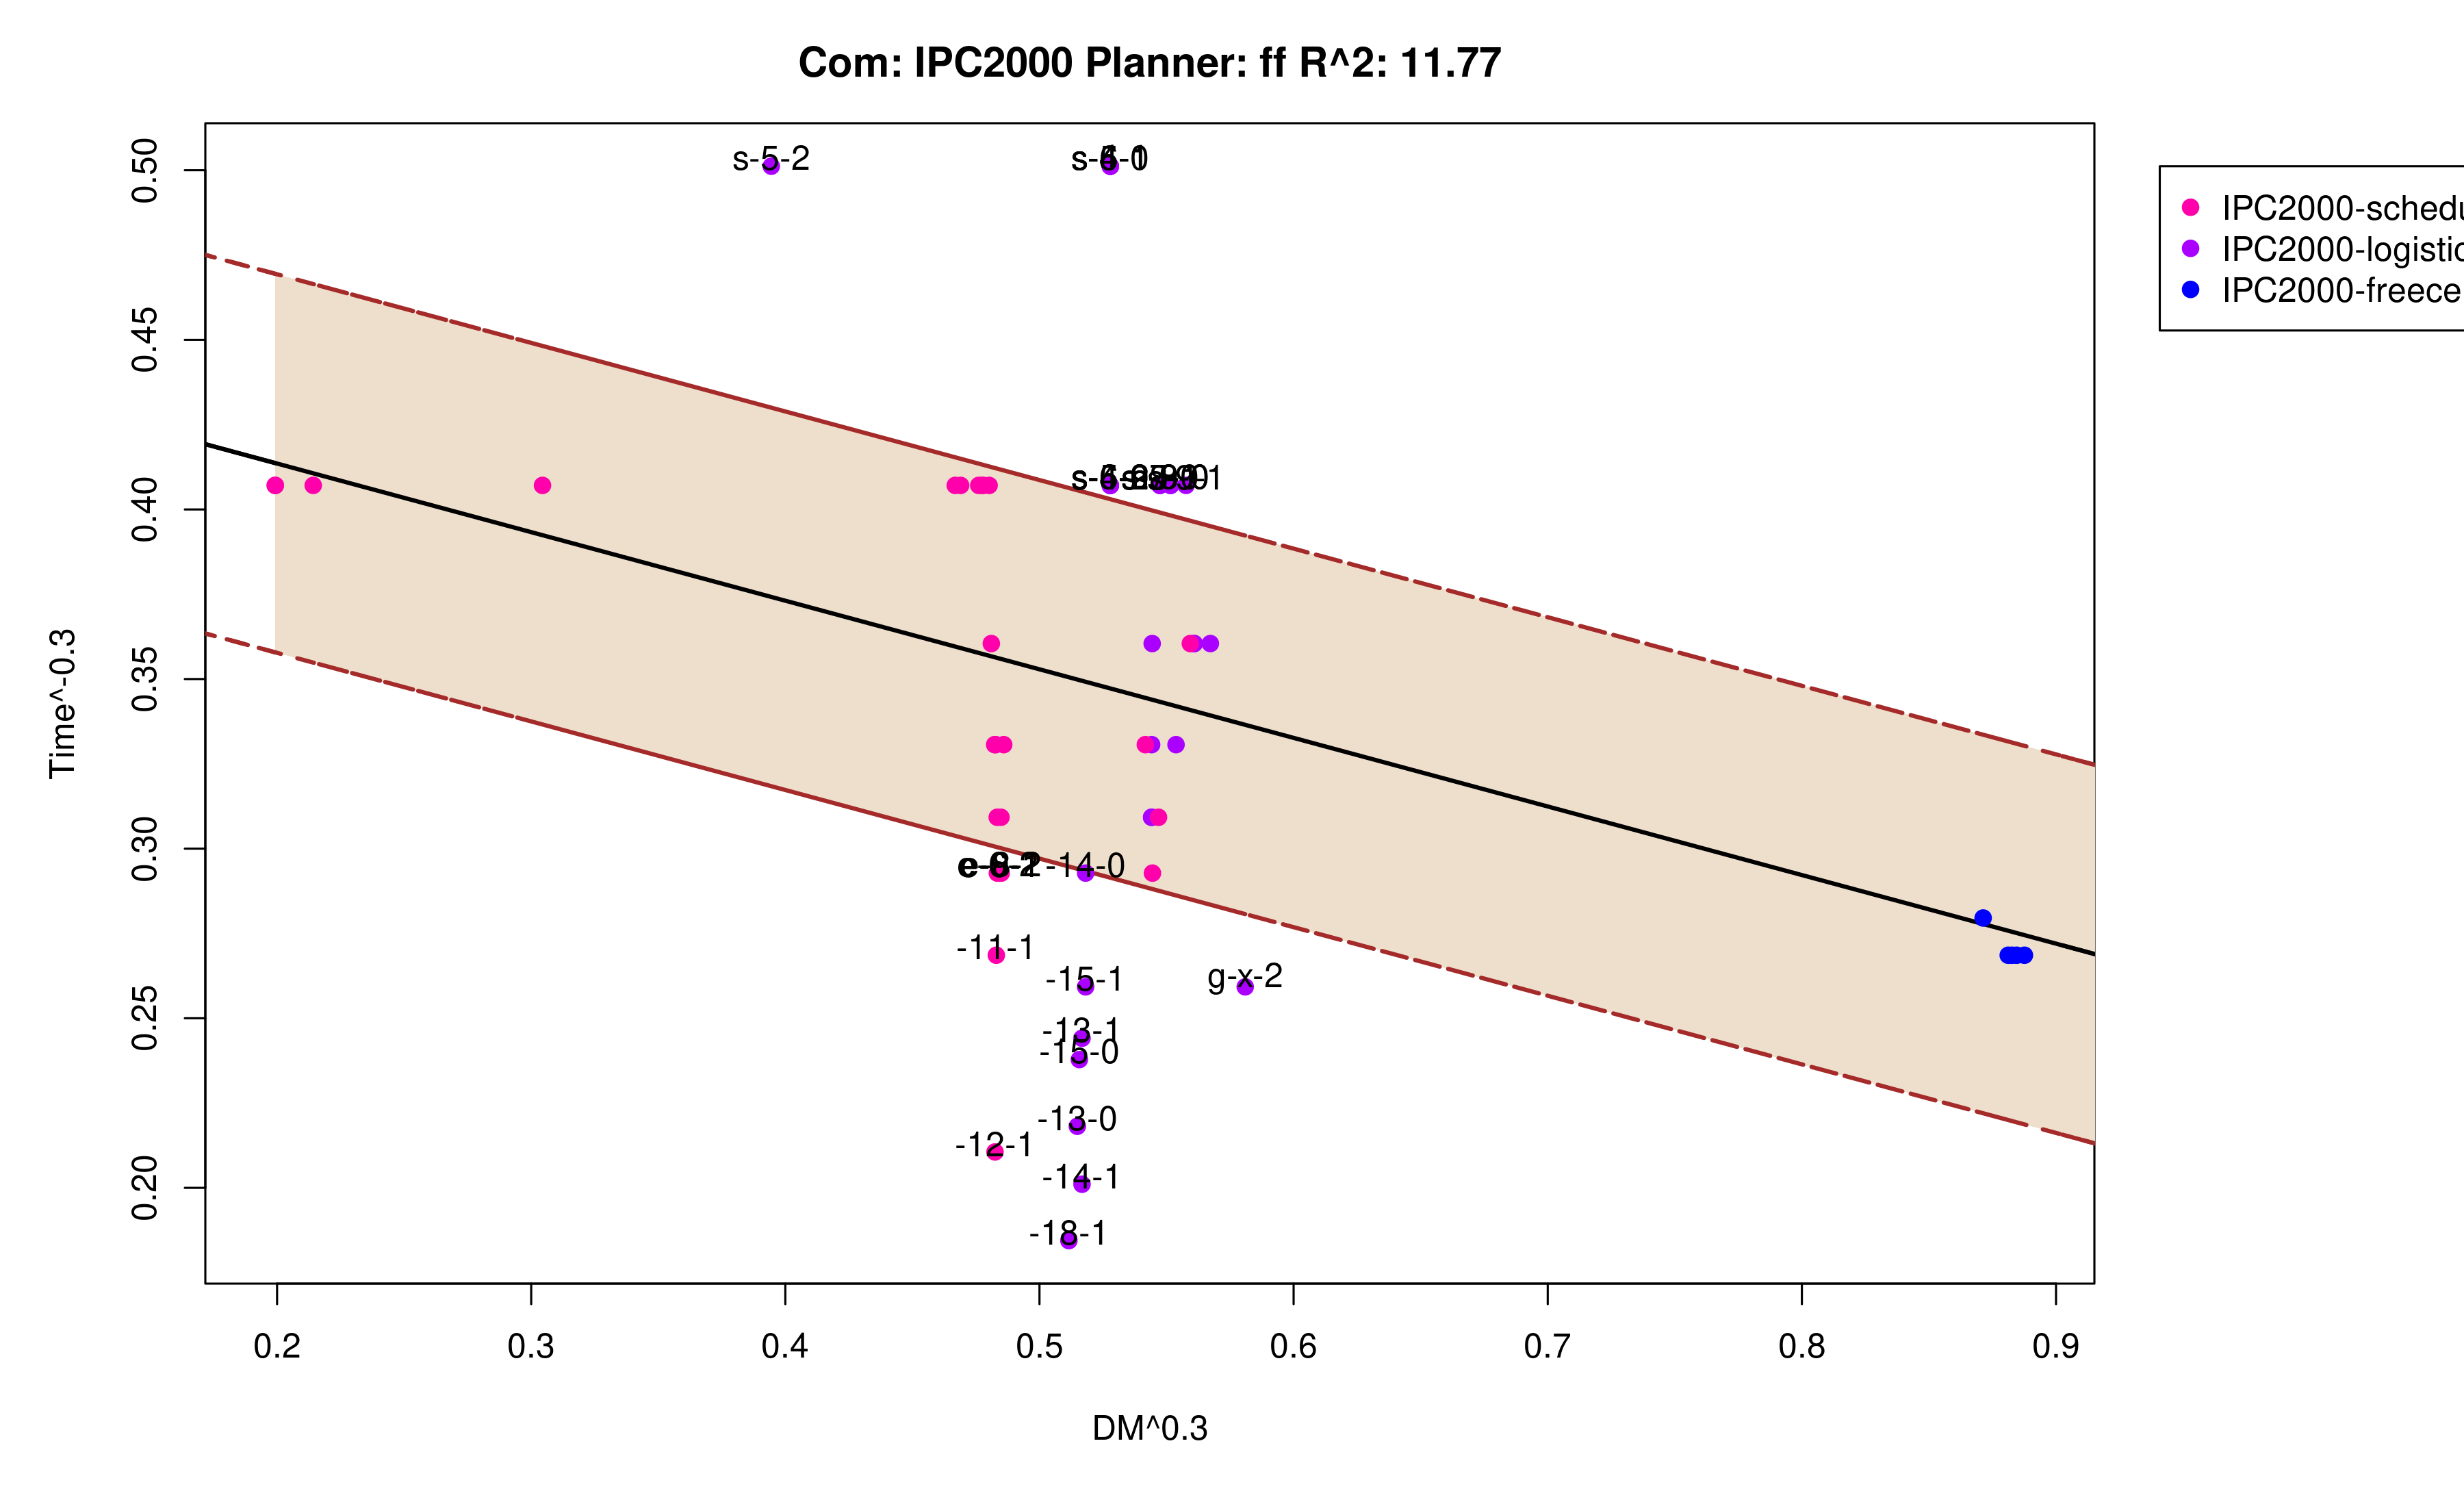 Com: IPC2000 Planner: ff R^2: 11.77
s-5-2
0.50
0.45
0.40
0.35
0.30
0.25
0.20
Time^-0.3
IPC2000-schedu
IPC2000-logistic
IPC2000-freece
-14-0
-11-1
-15-1
g-x-2
-13-1
-15-0
-13-0
-12-1
-14-1
-18-1
0.2 0.3 0.4 0.5 0.6 0.7 0.8 0.9
DM^0.3